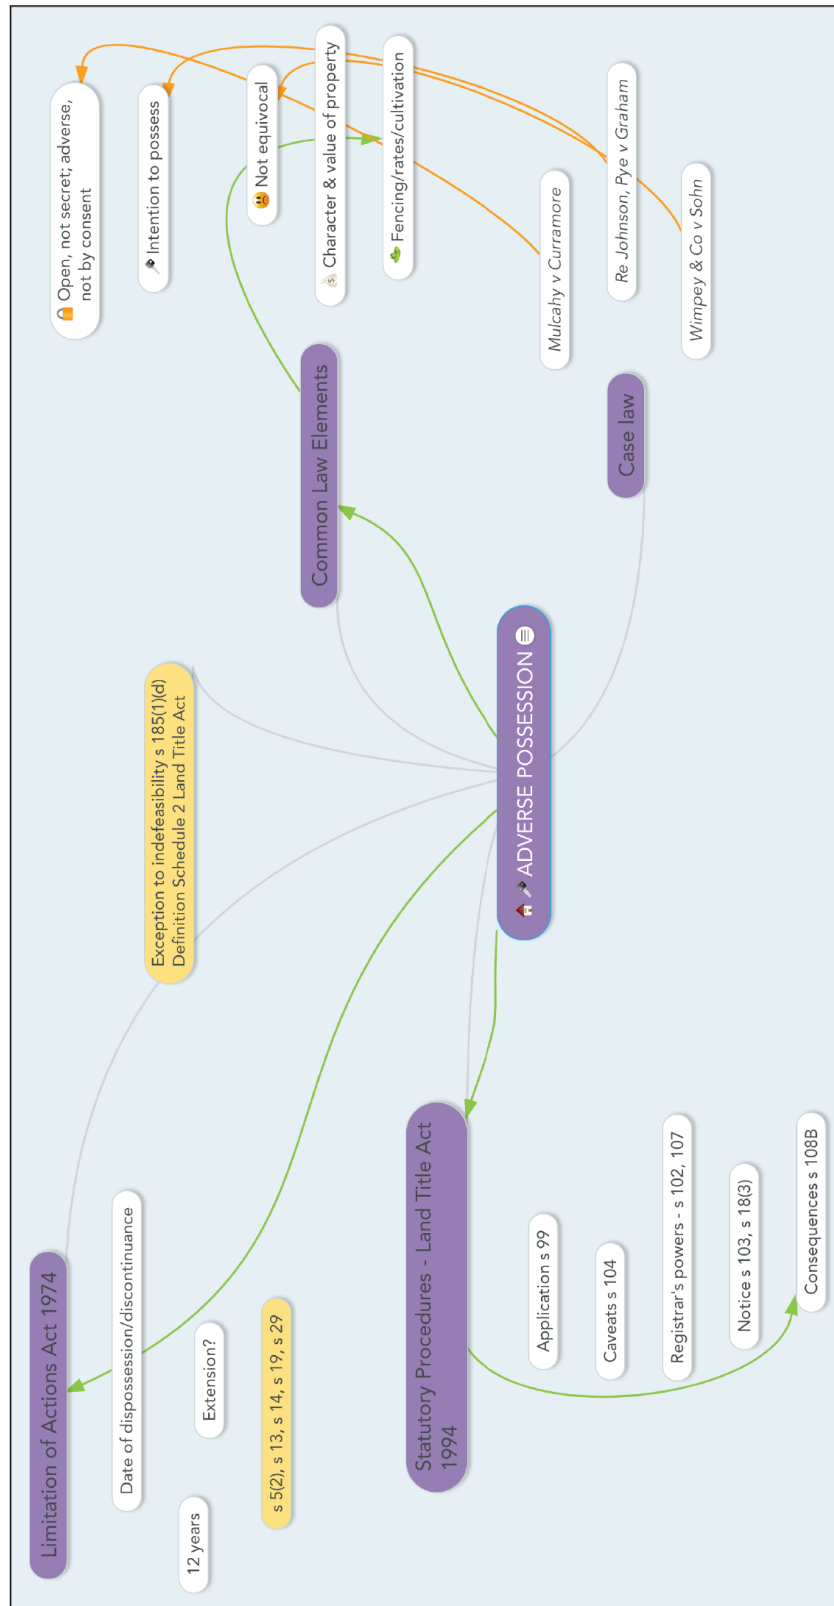 Limitation of Actions Act 1974
Date of dispossession/discontinuance
12 years
Extension?
s 5(2), s 13, s 14, s 19, s 29
Exception to indefeasibility s 185(1)(d)
Definition Schedule 2 Land Title Act
Open, not secret; adverse,
not by consent
Intention to possess
Not equivocal
Character & value of property
Fencing/rates/cultivation
Common Law Elements
Statutory Procedures - Land Title Act
1994
Application s 99
Caveats s 104
Registrar's powers - s 102, 107
Notice s 103, s 18(3)
Consequences s 108B
ADVERSE POSSESSION
Case law
Mulcahy v Curramore
Re Johnson, Pye v Graham
Wimpey & Co v Sohn